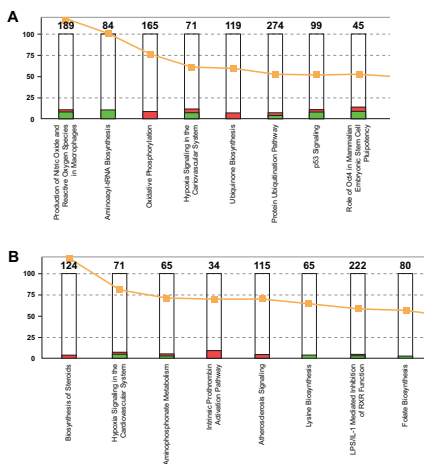 A
189 84 165 71 119 274 99 45
100
75
50
25
0
Production of Nitric Oxide and
Reactive Oxygen Species
in Macrophages
Aminoacyl-tRNA Biosynthesis
Oxidative Phosphorylation
Hypoxia Signaling in the
Cariovascular System
Ubiquinone Biosynthesis
Protein Ubiquitination Pathway
p53 Signaling
Role of Oct4 in Mammalian
Embryonic Stem Cell
Pluipotency
B
124 71 65 34 115 65 222 80
100
75
50
25
0
Biosynthesis of Steroids
Hypoxia Signaling in the
Cardiovascular System
Aminophosphonate Metabolism
Intrinsic Prothrombin
Activation Pathway
Atherosclerosis Signaling
Lysine Biosynthesis
LPS/IL-1 Mediated Inhibition
of RXR Function
Folate Biosynthesis